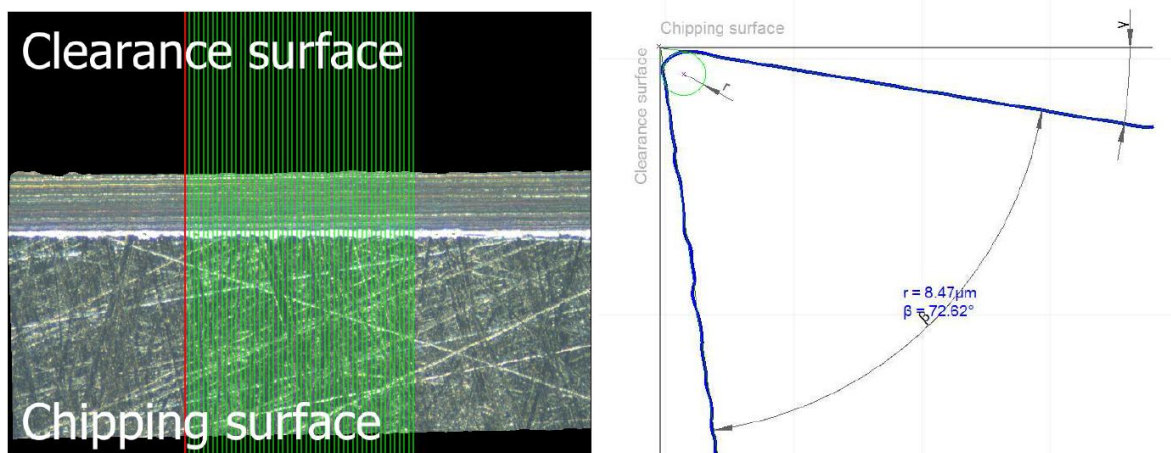 Clearance surface
Chipping surface
Chipping surface
γ
Clearance surface
r
r = 8.47µm
β = 72.62°
β